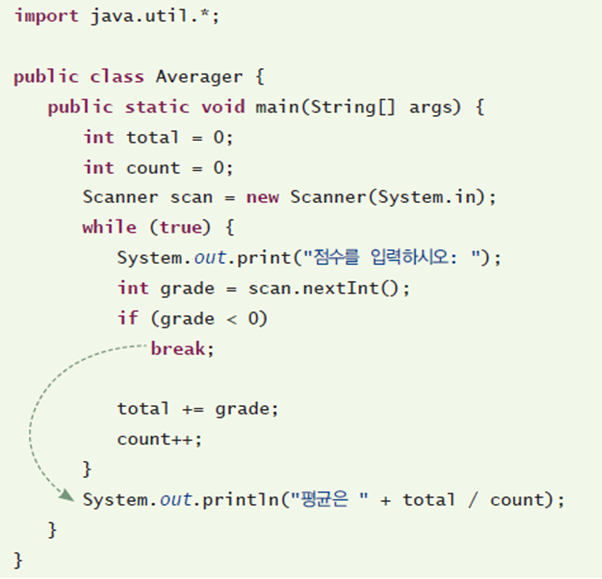 import java.util.*;
public class Averager {
public static void main(String[] args) {
int total = 0;
int count = 0;
Scanner scan = new Scanner(System.in);
while (true) {
System.out.print("점수를 입력하시오: ");
int grade = scan.nextInt();
if (grade < 0)
break;
total += grade;
count++;
}
System.out.println("평균은 " + total / count);
}
}